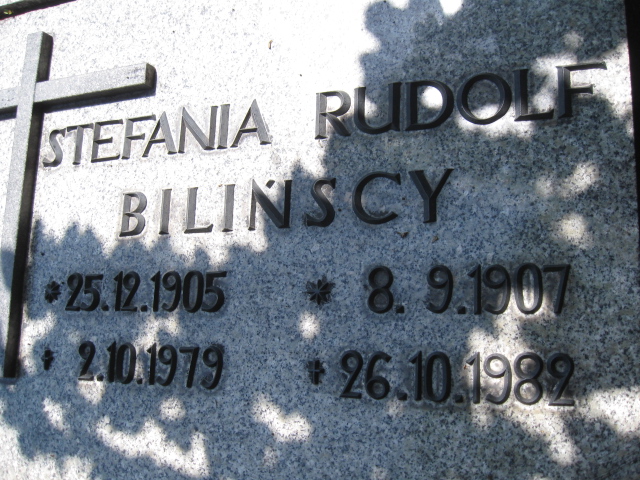 STEFANIA RUDOLF
BILIŃSCY
* 25.12.1905 * 8. 9.1907
+ 2.10.1979 + 26.10.1982